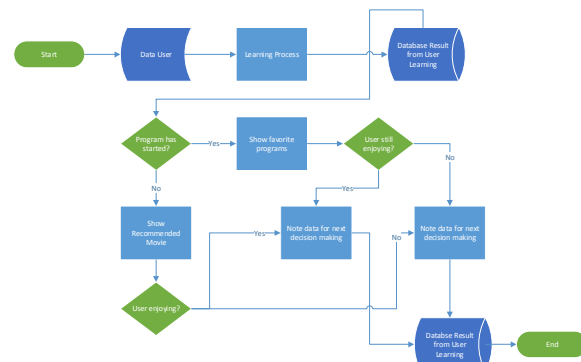 Start
Data User
Learning Process
Database Result
from User
Learning
Program has
started?
Yes
Show favorite
programs
User still
enjoying?
No
No
Yes
Show
Recommended
Movie
Yes
Note data for next
decision making
No
Note data for next
decision making
User enjoying?
Databse Result
from User
Learning
End